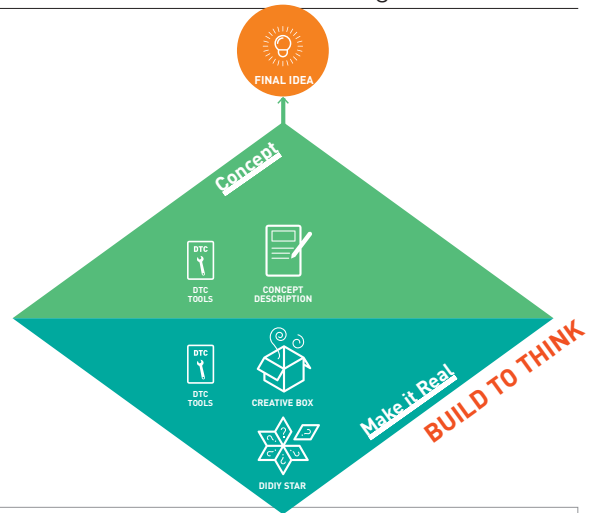 FINAL IDEA
Concept
DTC
DTC
TOOLS
CONCEPT
DESCRIPTION
DTC
DTC
TOOLS
CREATIVE BOX
Make it Real
BUILD TO THINK
DIDIY STAR